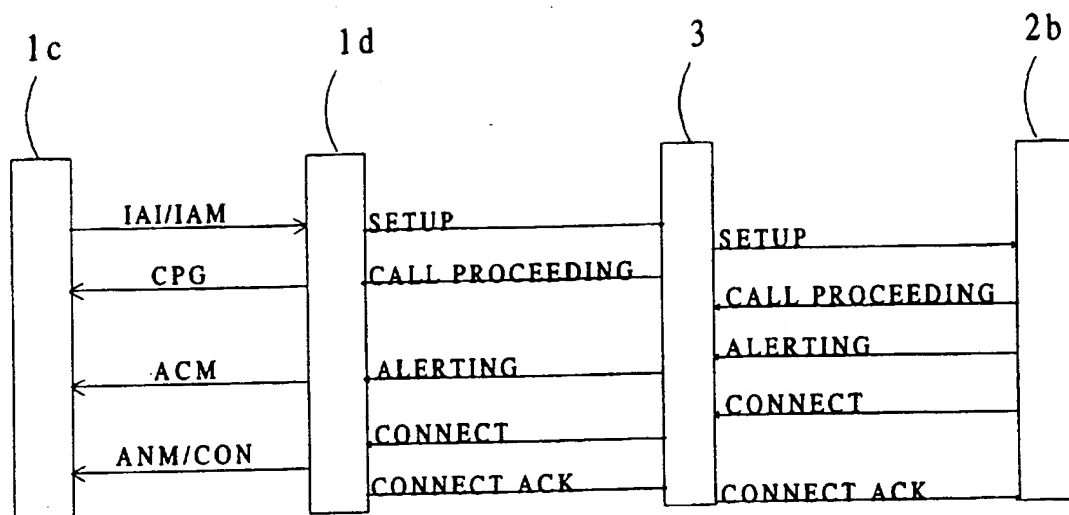 1c
1d
3
2b
IAI/IAM
SETUP
SETUP
CPG
CALL PROCEEDING
CALL PROCEEDING
ALERTING
ACM
ALERTING
CONNECT
CONNECT
ANM/CON
CONNECT ACK
CONNECT ACK